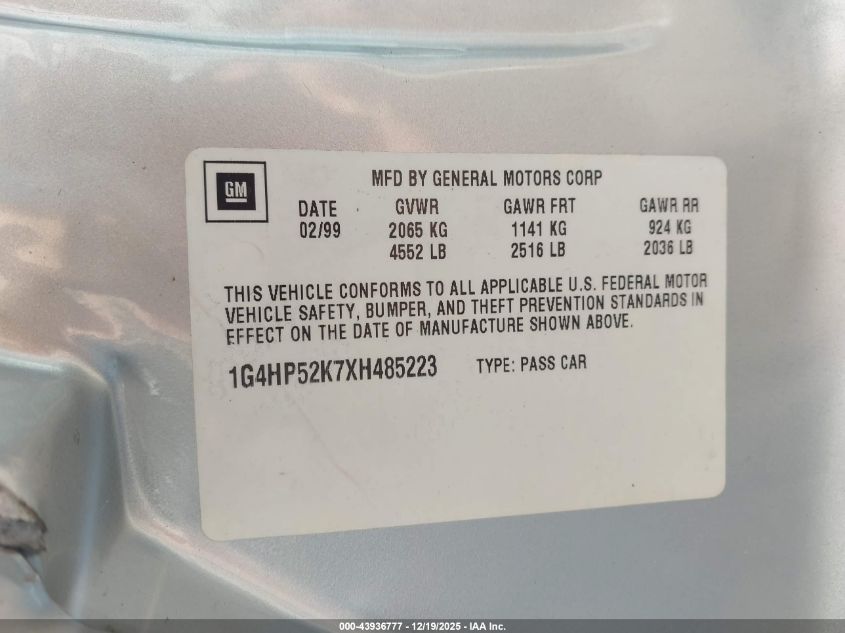 GM
MFD BY GENERAL MOTORS CORP
DATE GVWR GAWR FRT GAWR RR
02/99 2065 KG 1141 KG 924 KG
4552 LB 2516 LB 2036 LB
THIS VEHICLE CONFORMS TO ALL APPLICABLE U.S. FEDERAL MOTOR
VEHICLE SAFETY, BUMPER, AND THEFT PREVENTION STANDARDS IN
EFFECT ON THE DATE OF MANUFACTURE SHOWN ABOVE.
1G4HP52K7XH485223 TYPE: PASS CAR
000-43936777 - 12/19/2025 - IAA Inc.